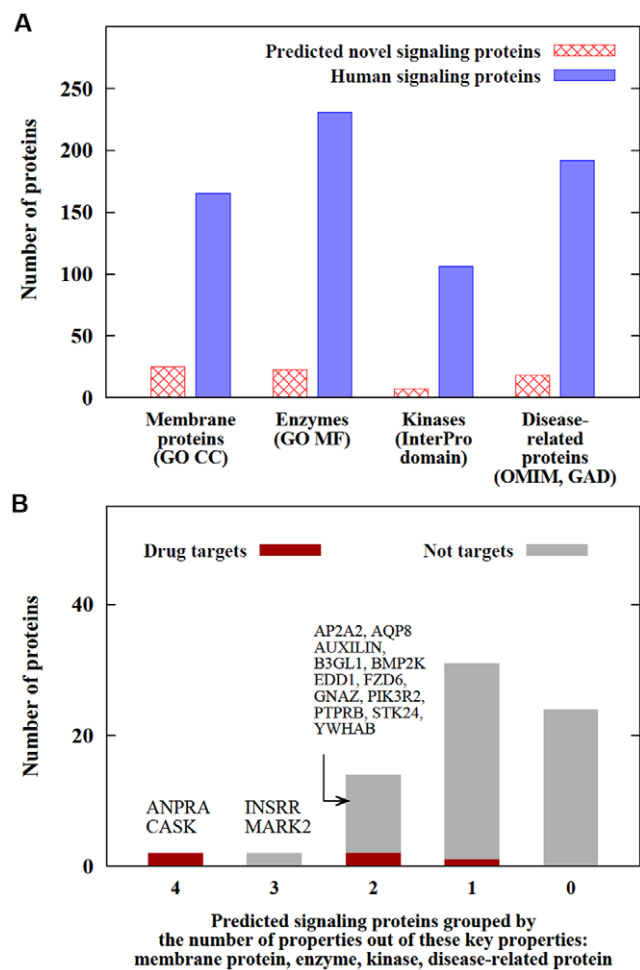 A
Predicted novel signaling proteins
Human signaling proteins
Number of proteins
250
200
150
100
50
0
Membrane
proteins
(GO CC)
Enzymes
(GO MF)
Kinases
(InterPro
domain)
Disease-
related
proteins
(OMIM, GAD)
B
Drug targets
Not targets
Number of proteins
40
20
0
AP2A2, AQP8
AUXILIN,
B3GL1, BMP2K
EDD1, FZD6,
GNAZ, PIK3R2,
PTPRB, STK24,
YWHAB
ANPRA
CASK
INSRR
MARK2
4 3 2 1 0
Predicted signaling proteins grouped by
the number of properties out of these key properties:
membrane protein, enzyme, kinase, disease-related protein